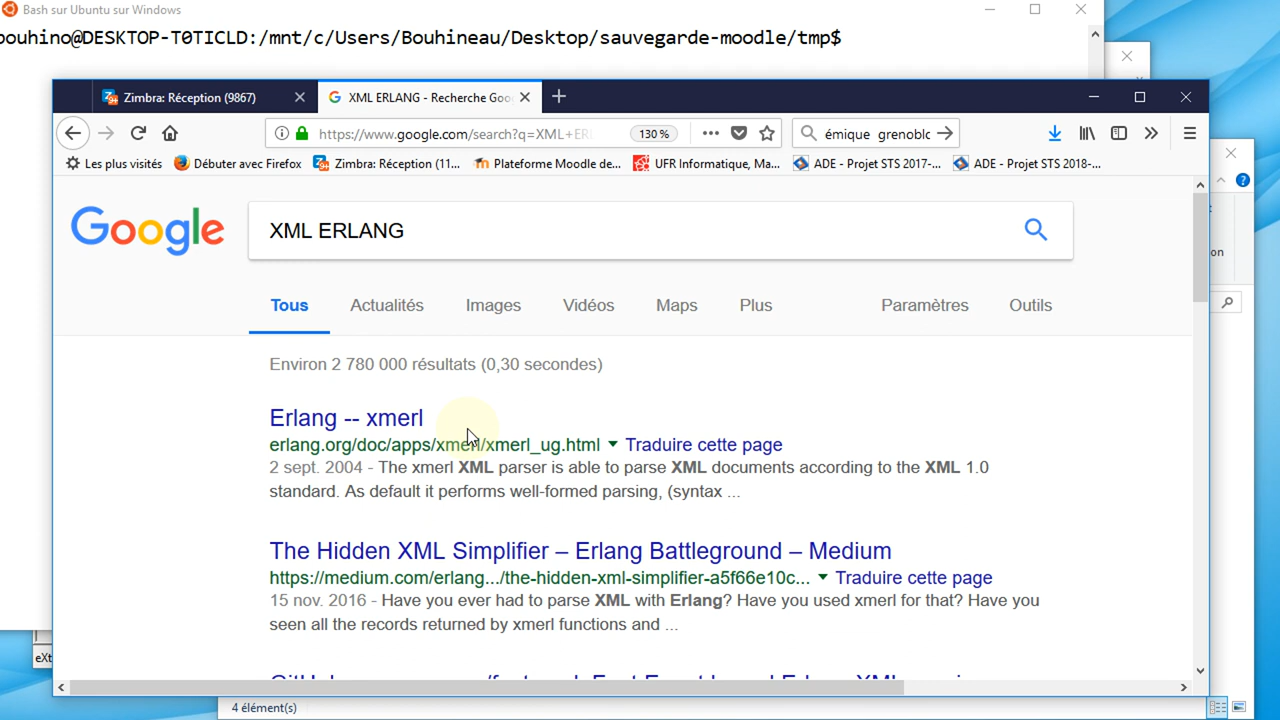 Bash sur Ubuntu sur Windows
bouhino@DESKTOP-T0TICLD:/mnt/c/Users/Bouhineau/Desktop/sauvegarde-moodle/tmp$
Zimbra: Réception (9867)
XML ERLANG - Recherche Goo
https://www.google.com/search?q=XML+ER
130 %
émique grenoblc
Les plus visités
Débuter avec Firefox
Zimbra: Réception (11...
Plateforme Moodle de...
UFR Informatique, Ma...
ADE - Projet STS 2017-...
ADE - Projet STS 2018-...
Google
XML ERLANG
Tous Actualités Images Vidéos Maps Plus Paramètres Outils
Environ 2 780 000 résultats (0,30 secondes)
Erlang -- xmerl
erlang.org/doc/apps/xmerl/xmerl_ug.html Traduire cette page
2 sept. 2004 - The xmerl XML parser is able to parse XML documents according to the XML 1.0
standard. As default it performs well-formed parsing, (syntax ...
The Hidden XML Simplifier – Erlang Battleground – Medium
https://medium.com/erlang.../the-hidden-xml-simplifier-a5f66e10c... Traduire cette page
15 nov. 2016 - Have you ever had to parse XML with Erlang? Have you used xmerl for that? Have you
seen all the records returned by xmerl functions and ...
eXt
on
4 élément(s)